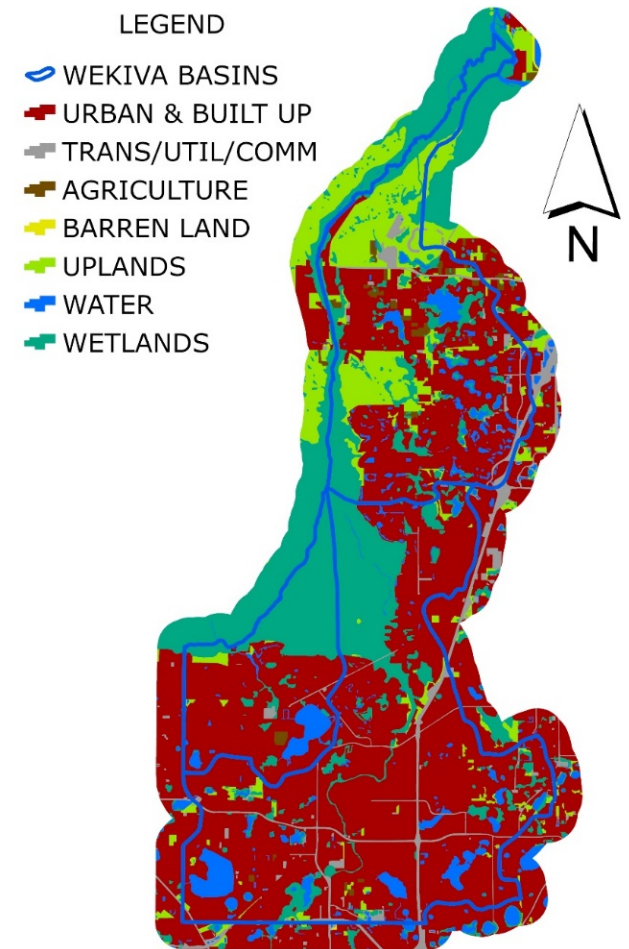 LEGEND
WEKIVA BASINS
URBAN & BUILT UP
TRANS/UTIL/COMM
AGRICULTURE
BARREN LAND
UPLANDS
WATER
WETLANDS
N